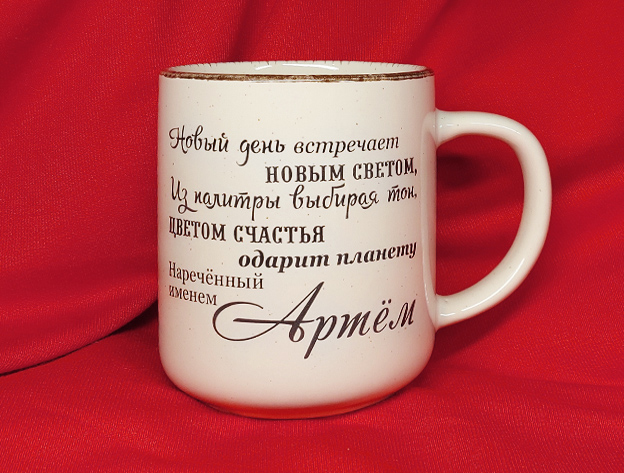 Новый день встречает
НОВЫМ СВЕТОМ,
Из палитры выбирая тон,
ЦВЕТОМ СЧАСТЬЯ
одарит планету
Наречённый
именем
Артём